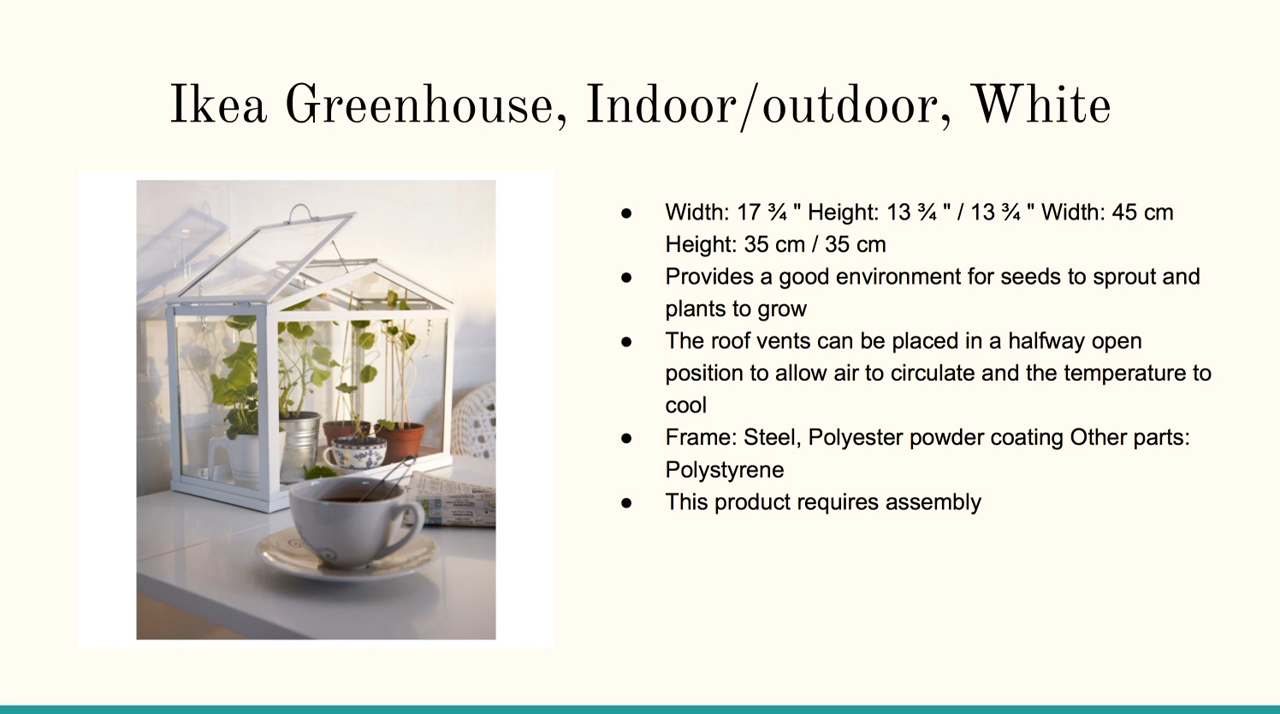 Ikea Greenhouse, Indoor/outdoor, White
● Width: 17 ¾ " Height: 13 ¾ " / 13 ¾ " Width: 45 cm
Height: 35 cm / 35 cm
● Provides a good environment for seeds to sprout and
plants to grow
● The roof vents can be placed in a halfway open
position to allow air to circulate and the temperature to
cool
● Frame: Steel, Polyester powder coating Other parts:
Polystyrene
● This product requires assembly